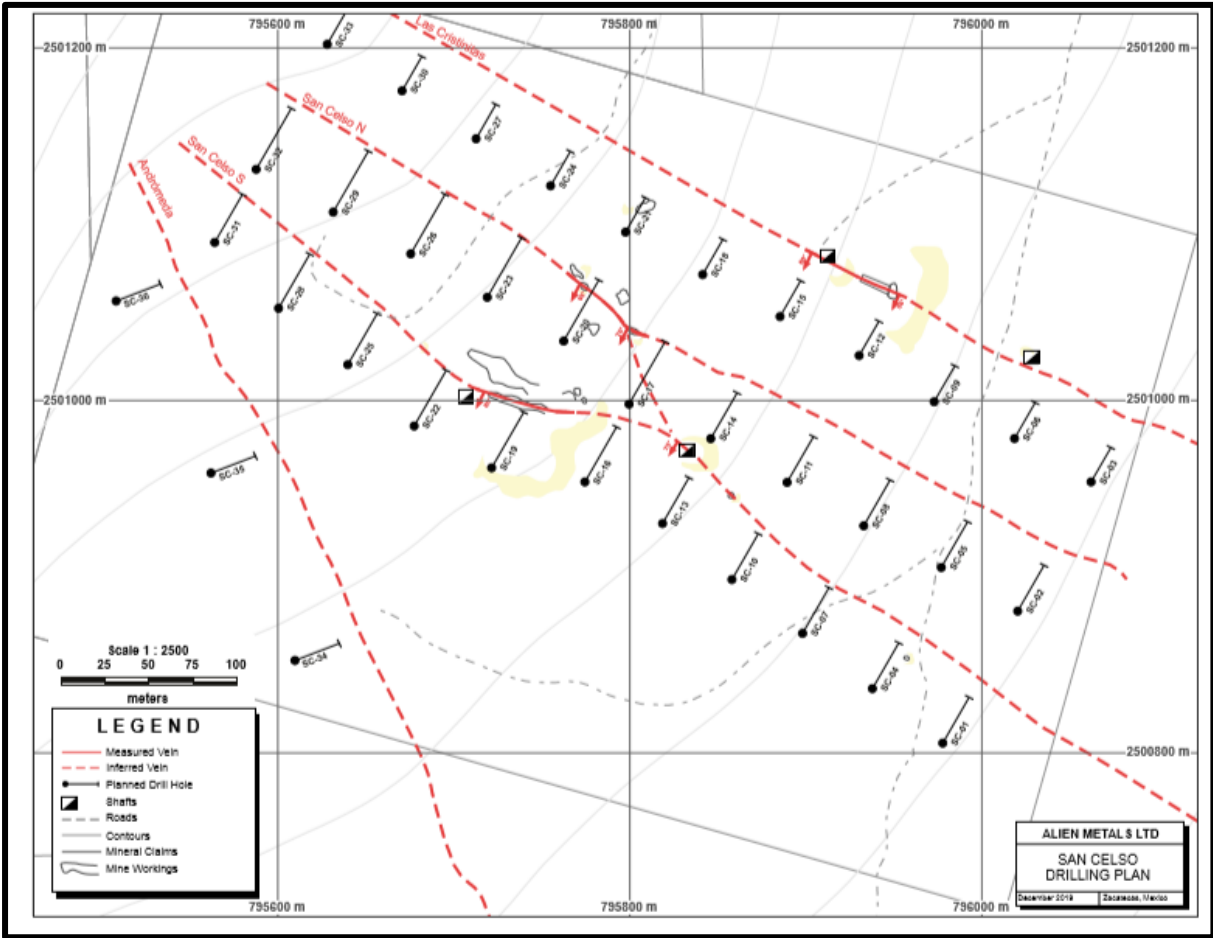 795600 m
795800 m
796000 m
2501200 m
2501200 m
SC-33
Las Cristinitas
SC-30
SC-27
San Celso N
SC-24
SC-32
San Celso S
SC-29
SC-21
Andrómeda
SC-31
SC-26
SC-18
SC-36
SC-28
SC-23
SC-15
SC-20
SC-12
SC-25
SC-17
SC-09
2501000 m
2501000 m
SC-22
SC-14
SC-06
SC-35
SC-19
SC-16
SC-11
SC-03
SC-13
SC-08
SC-10
SC-05
SC-02
SC-07
SC-34
SC-04
SC-01
Scale 1 : 2500
0 25 50 75 100
meters
2500800 m
LEGEND
Measured Vein
Inferred Vein
Planned Drill Hole
Shafts
Roads
Contours
Mineral Claims
Mine Workings
ALIEN METALS LTD
SAN CELSO
DRILLING PLAN
December 2019 Zacatecas, Mexico
795600 m
795800 m
796000 m